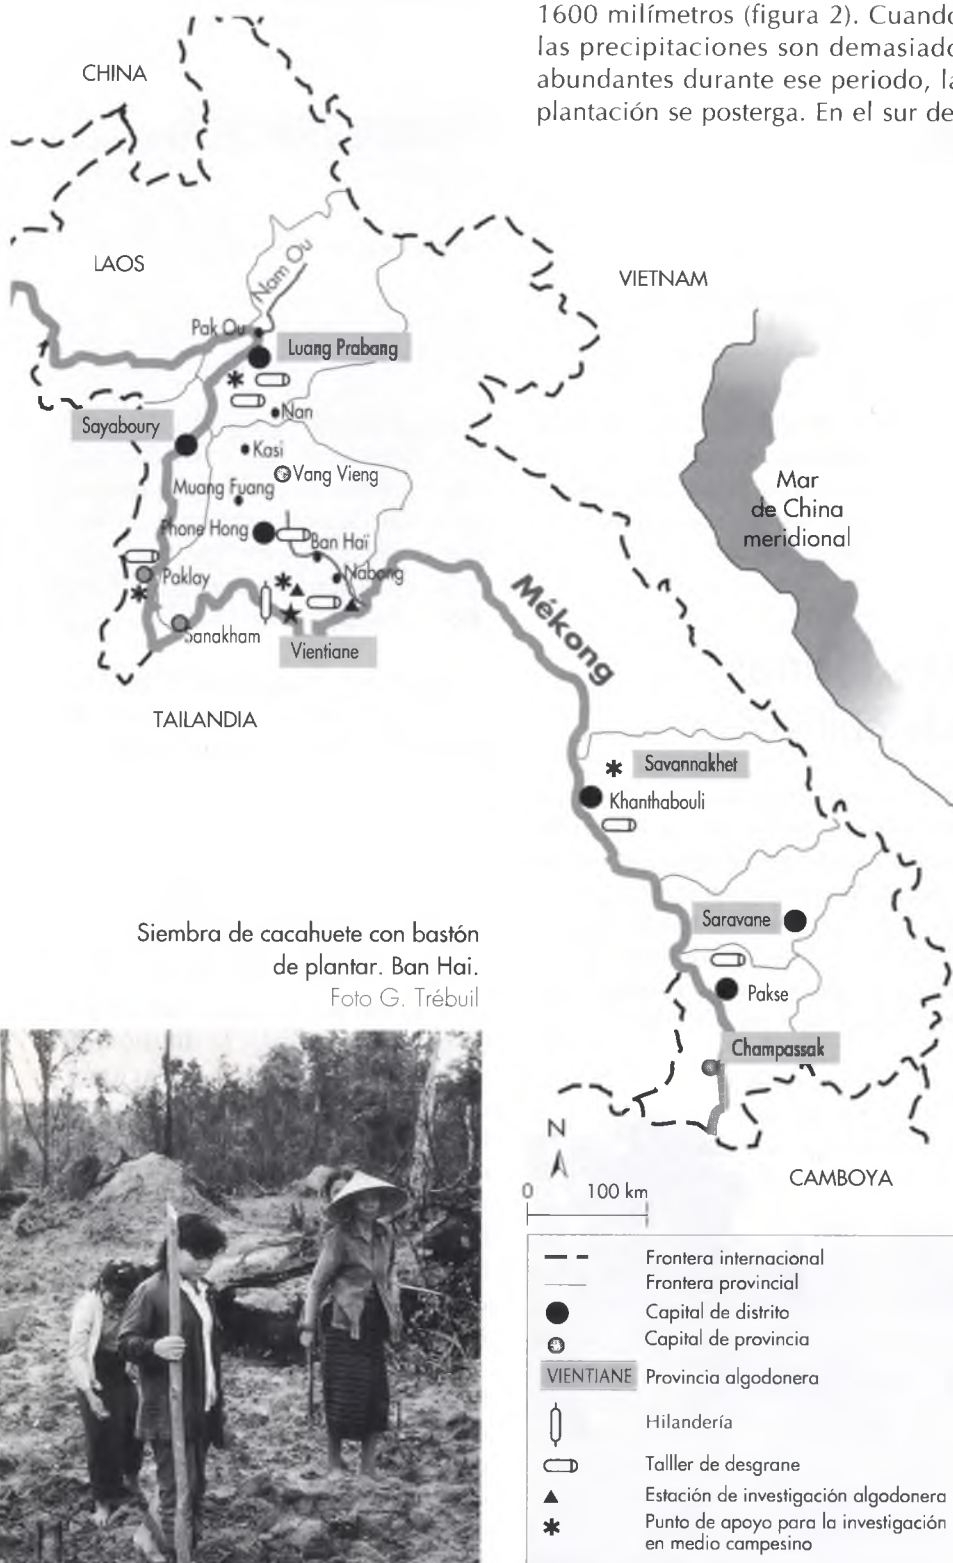 1600 milímetros (figura 2). Cuando
las precipitaciones son demasiado
abundantes durante ese periodo, la
plantación se posterga. En el sur de
CHINA
LAOS
Nam Ou
VIETNAM
Pak Ou
Luang Prabang
Nan
Sayaboury
Kasi
Vang Vieng
Muang Fuang
Phone Hong
Ban Haï
Nabong
Paklay
Sanakham
Vientiane
Mar
de China
meridional
Mékong
TAILANDIA
Savannakhet
Khanthabouli
Saravane
Pakse
Champassak
CAMBOYA
Siembra de cacahuete con bastón
de plantar. Ban Hai.
Foto G. Trébuil
N
0 100 km
Frontera internacional
Frontera provincial
Capital de distrito
Capital de provincia
VIENTIANE Provincia algodonera
Hilandería
Talller de desgrane
Estación de investigación algodonera
Punto de apoyo para la investigación
en medio campesino